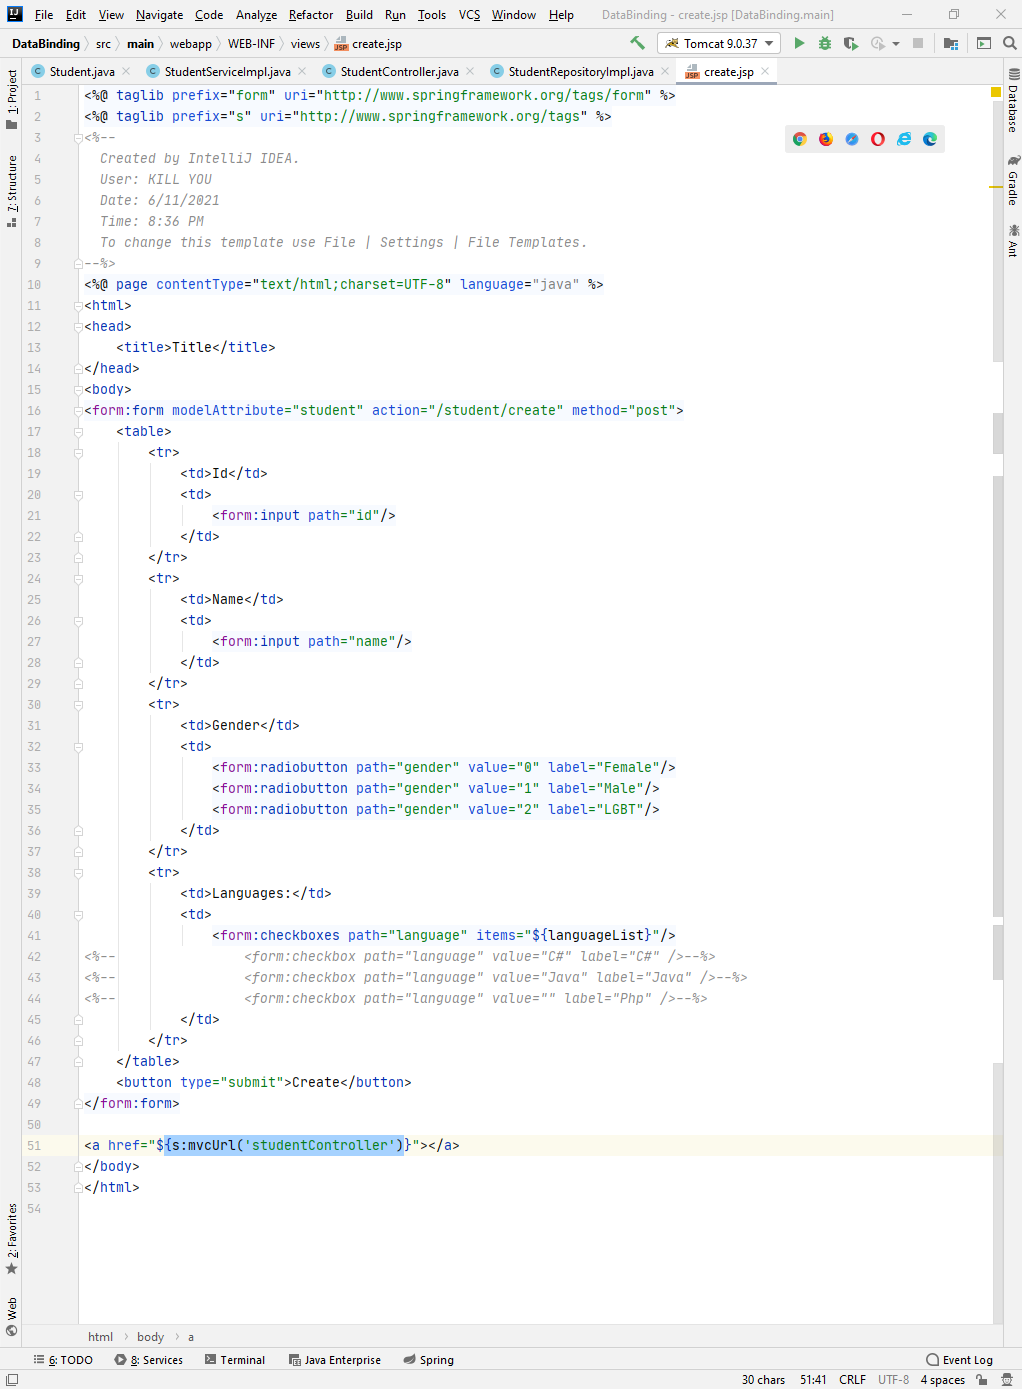 File Edit View Navigate Code Analyze Refactor Build Run Tools VCS Window Help DataBinding - create.jsp [DataBinding.main]
DataBinding src main webapp WEB-INF views create.jsp Tomcat 9.0.37
Student.java StudentServiceImpl.java StudentController.java StudentRepositoryImpl.java create.jsp
1: Project
7: Structure
2: Favorites
Web
Database
Gradle
Ant
1 <%@ taglib prefix="form" uri="http://www.springframework.org/tags/form" %>
2 <%@ taglib prefix="s" uri="http://www.springframework.org/tags" %>
3 <%--
4 Created by IntelliJ IDEA.
5 User: KILL YOU
6 Date: 6/11/2021
7 Time: 8:36 PM
8 To change this template use File | Settings | File Templates.
9 --%>
10 <%@ page contentType="text/html;charset=UTF-8" language="java" %>
11 <html>
12 <head>
13 <title>Title</title>
14 </head>
15 <body>
16 <form:form modelAttribute="student" action="/student/create" method="post">
17 <table>
18 <tr>
19 <td>Id</td>
20 <td>
21 <form:input path="id"/>
22 </td>
23 </tr>
24 <tr>
25 <td>Name</td>
26 <td>
27 <form:input path="name"/>
28 </td>
29 </tr>
30 <tr>
31 <td>Gender</td>
32 <td>
33 <form:radiobutton path="gender" value="0" label="Female"/>
34 <form:radiobutton path="gender" value="1" label="Male"/>
35 <form:radiobutton path="gender" value="2" label="LGBT"/>
36 </td>
37 </tr>
38 <tr>
39 <td>Languages:</td>
40 <td>
41 <form:checkboxes path="language" items="${languageList}"/>
42 <%-- <form:checkbox path="language" value="C#" label="C#" />--%>
43 <%-- <form:checkbox path="language" value="Java" label="Java" />--%>
44 <%-- <form:checkbox path="language" value="" label="Php" />--%>
45 </td>
46 </tr>
47 </table>
48 <button type="submit">Create</button>
49 </form:form>
50
51 <a href="${s:mvcUrl('studentController')}"></a>
52 </body>
53 </html>
54
html body a
6: TODO 8: Services Terminal Java Enterprise Spring Event Log
30 chars 51:41 CRLF UTF-8 4 spaces